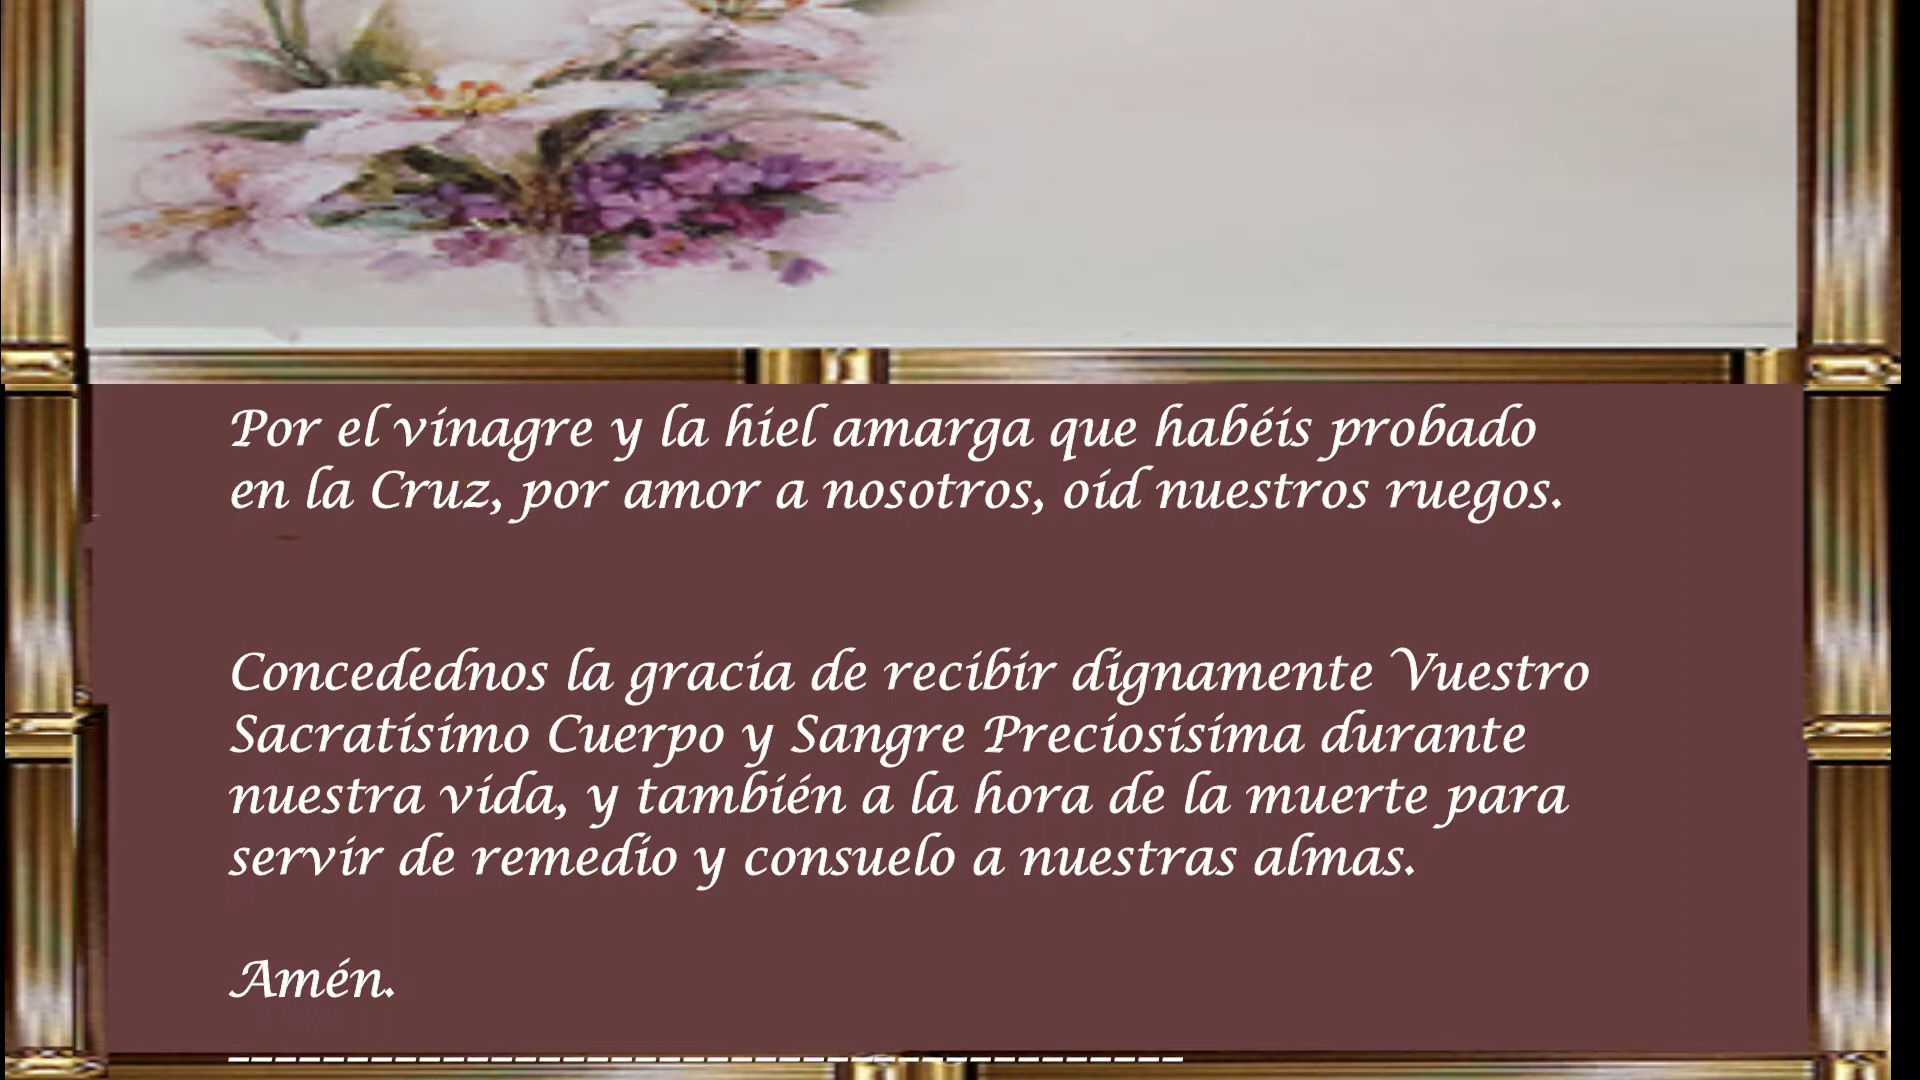 Por el vinagre y la hiel amarga que habéis probado
en la Cruz, por amor a nosotros, oíd nuestros ruegos.
Concedednos la gracia de recibir dignamente Vuestro
Sacratísimo Cuerpo y Sangre Preciosísima durante
nuestra vida, y también a la hora de la muerte para
servir de remedio y consuelo a nuestras almas.
Amén.